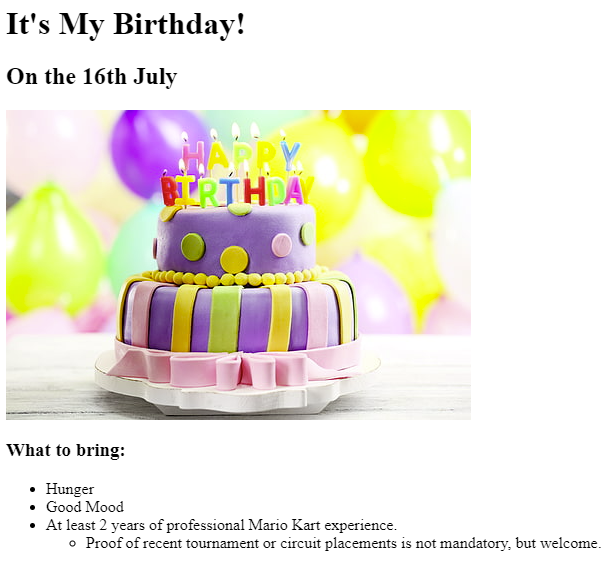 It's My Birthday!
On the 16th July
HAPPY
BIRTHDAY
What to bring:
Hunger
Good Mood
At least 2 years of professional Mario Kart experience.
Proof of recent tournament or circuit placements is not mandatory, but welcome.